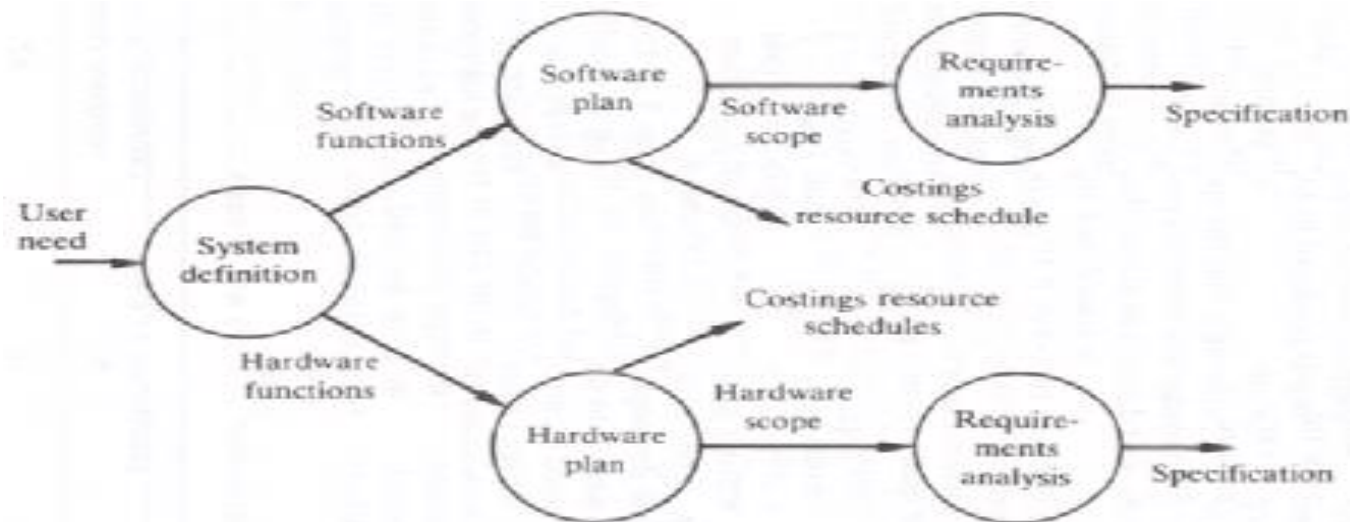 Software
plan
Require-
ments
analysis
Software
functions
Software
scope
Specification
Costings
resource schedule
User
need
System
definition
Costings resource
schedules
Hardware
functions
Hardware
plan
Hardware
scope
Require-
ments
analysis
Specification